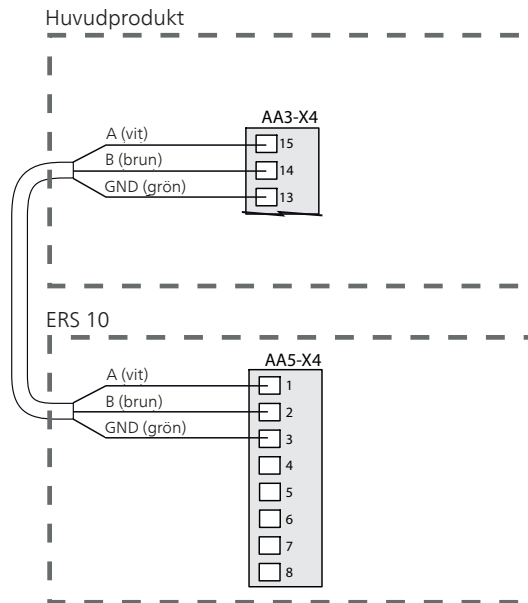 Huvudprodukt
AA3-X4
A (vit)
15
B (brun)
14
GND (grön)
13
ERS 10
AA5-X4
A (vit)
1
B (brun)
2
GND (grön)
3
4
5
6
7
8